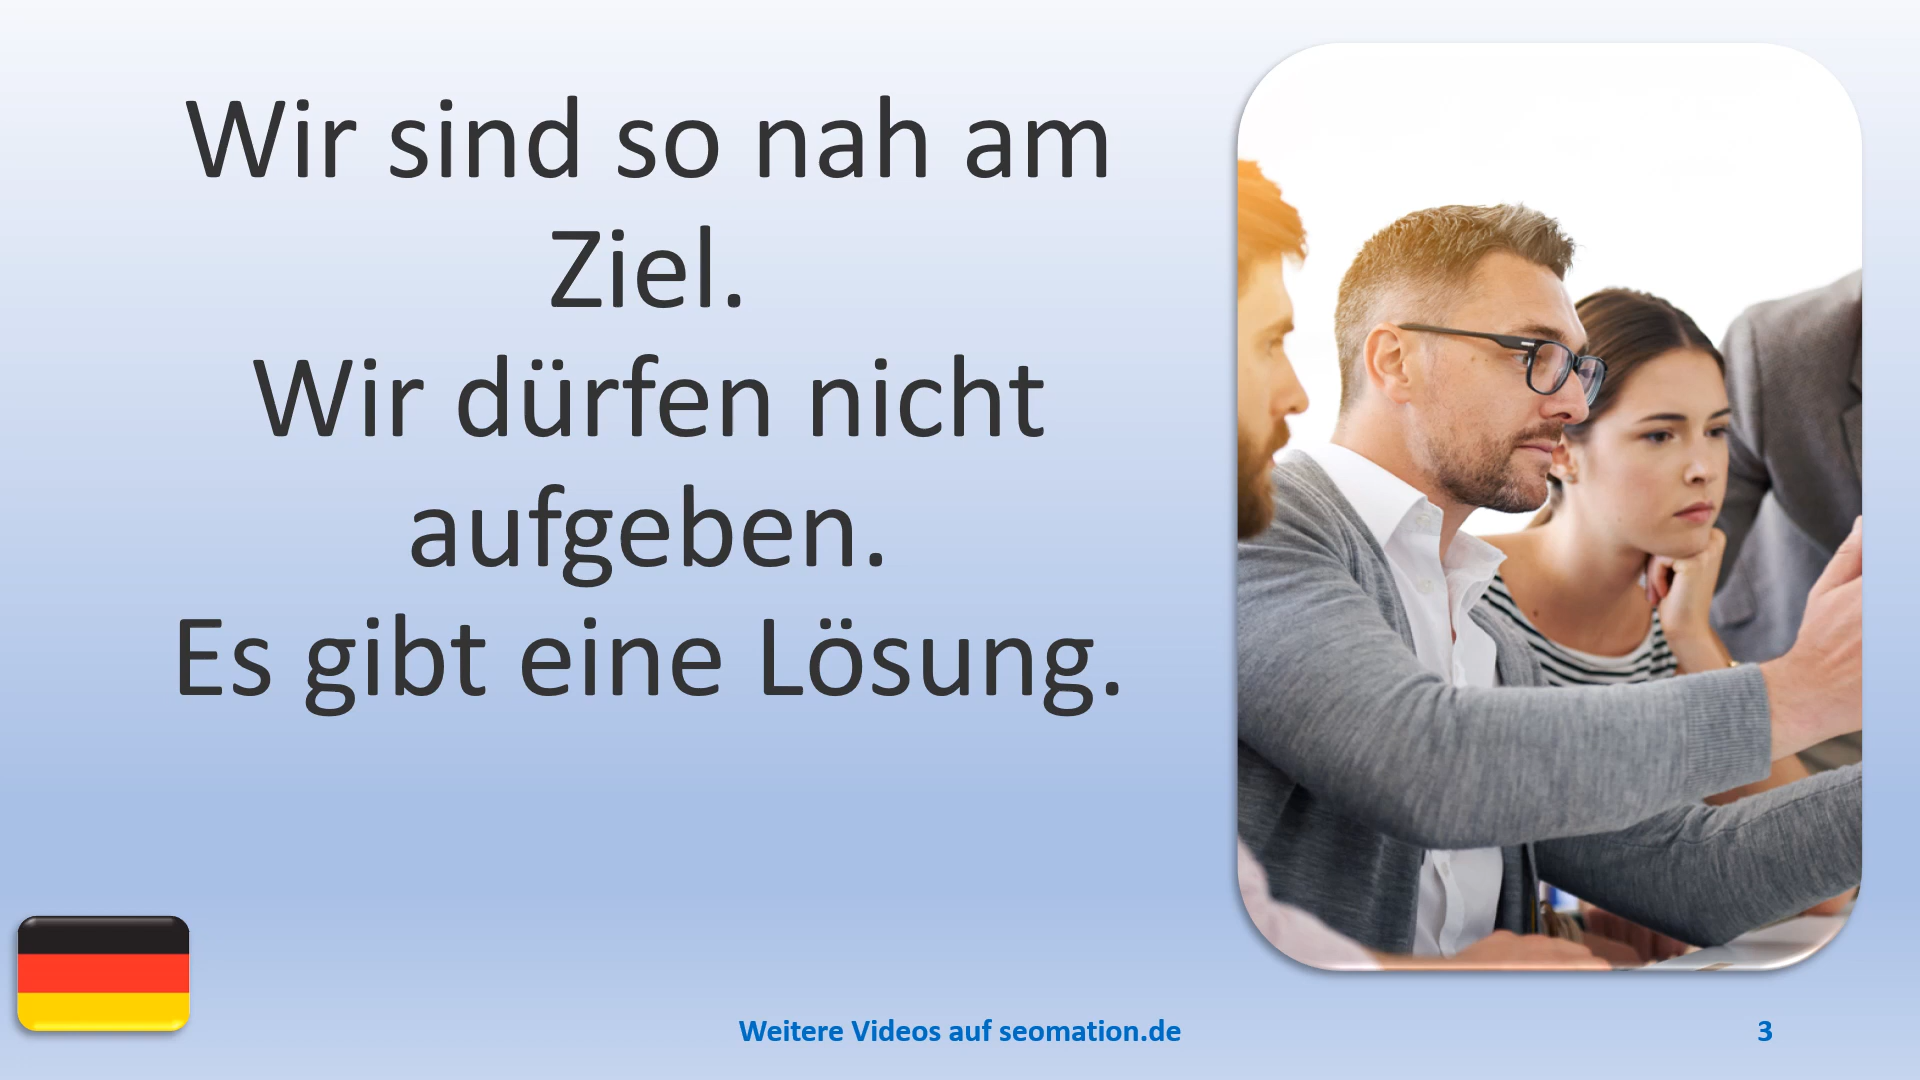 Wir sind so nah am
Ziel.
Wir dürfen nicht
aufgeben.
Es gibt eine Lösung.
Weitere Videos auf seomation.de
3